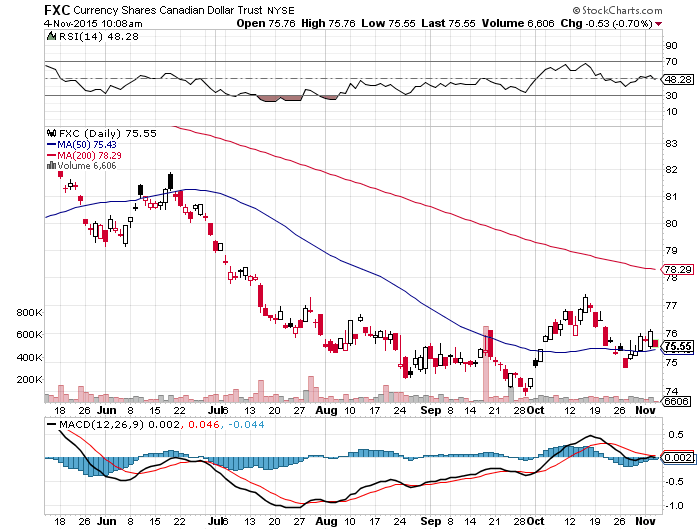 FXC Currency Shares Canadian Dollar Trust NYSE © StockCharts.com
4-Nov-2015 10:08am Open 75.76 High 75.76 Low 75.55 Last 75.55 Volume 6,606 Chg -0.53 (-0.70%)
RSI(14) 48.28
90
70
50
48.28
30
10
FXC (Daily) 75.55
MA(50) 75.43
MA(200) 78.29
Volume 6,606
83
82
81
80
79
78.29
78
77
76
75.55
75
74
6606
800K
600K
400K
200K
18 26 Jun 8 15 22 Jul 6 13 20 27 Aug 10 17 24 Sep 8 14 21 28 Oct 12 19 26 Nov
MACD(12,26,9) 0.002, 0.046, -0.044
0.5
0.002
-0.5
-1.0
18 26 Jun 8 15 22 Jul 6 13 20 27 Aug 10 17 24 Sep 8 14 21 28 Oct 12 19 26 Nov